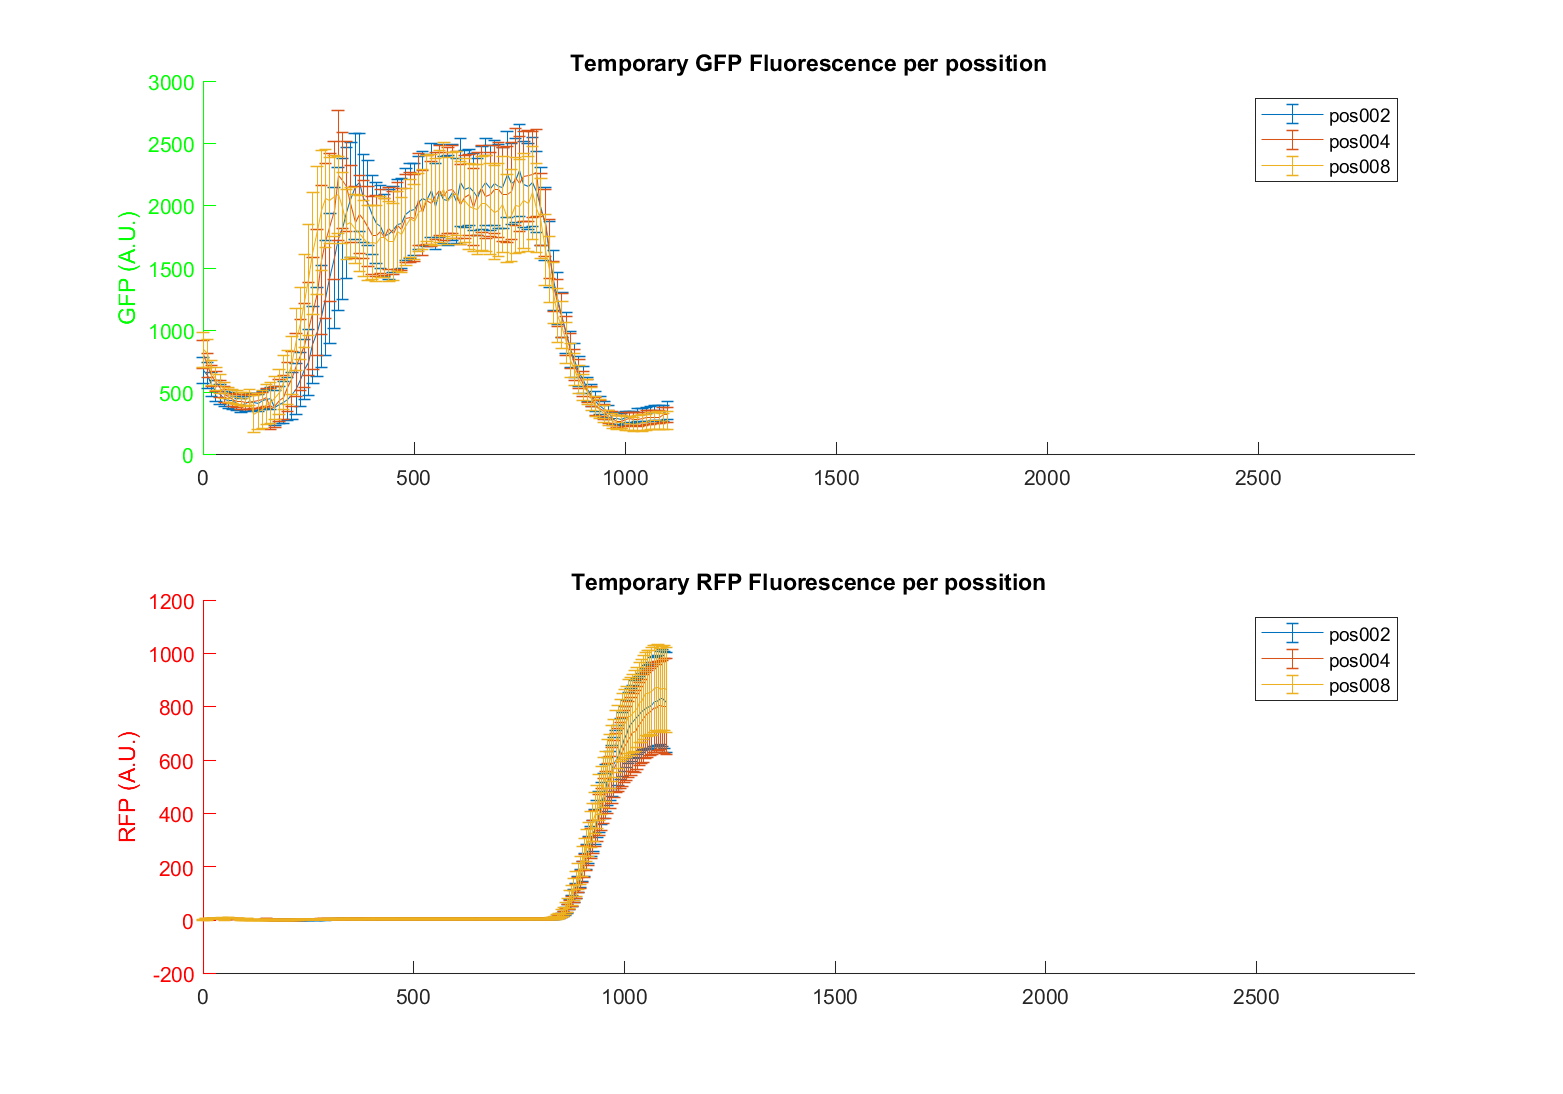 Temporary GFP Fluorescence per possition
3000
2500
2000
1500
1000
500
0
GFP (A.U.)
0 500 1000 1500 2000 2500
pos002
pos004
pos008
Temporary RFP Fluorescence per possition
1200
1000
800
600
400
200
0
-200
RFP (A.U.)
0 500 1000 1500 2000 2500
pos002
pos004
pos008